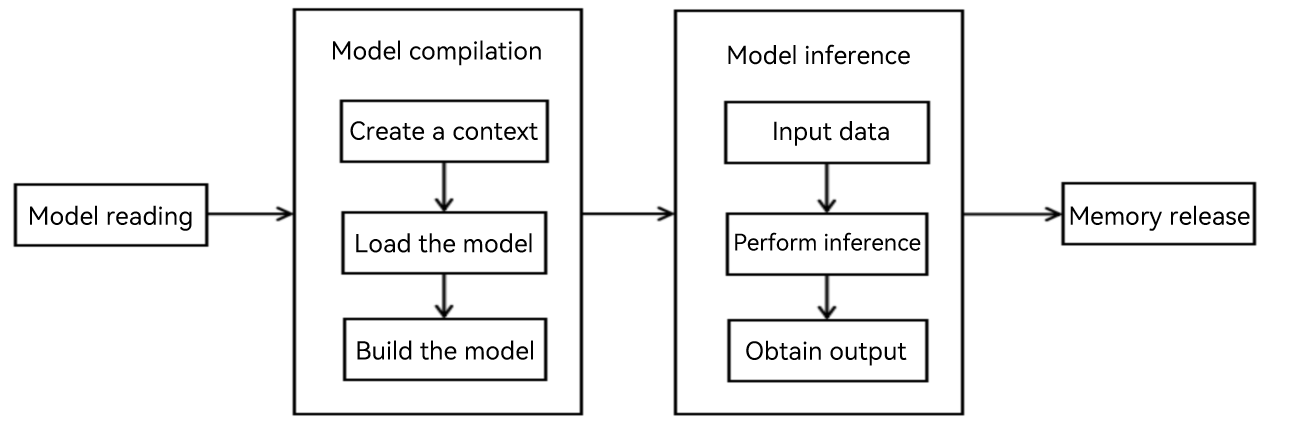 Model reading
Model compilation
Create a context
Load the model
Build the model
Model inference
Input data
Perform inference
Obtain output
Memory release